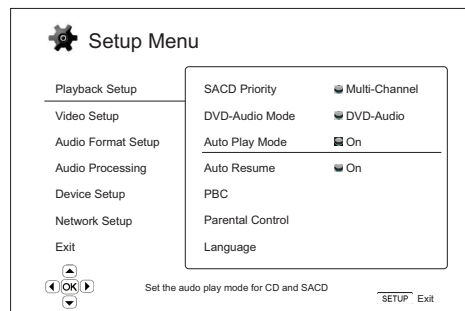 Setup Menu
Playback Setup
Video Setup
Audio Format Setup
Audio Processing
Device Setup
Network Setup
Exit
SACD Priority Multi-Channel
DVD-Audio Mode DVD-Audio
Auto Play Mode On
Auto Resume On
PBC
Parental Control
Language
OK
Set the audo play mode for CD and SACD
SETUP Exit